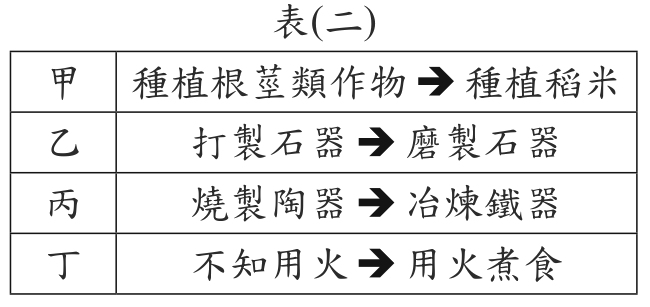 表(二)
甲 種植根莖類作物➔種植稻米
乙 打製石器➔磨製石器
丙 燒製陶器➔冶煉鐵器
丁 不知用火➔用火煮食